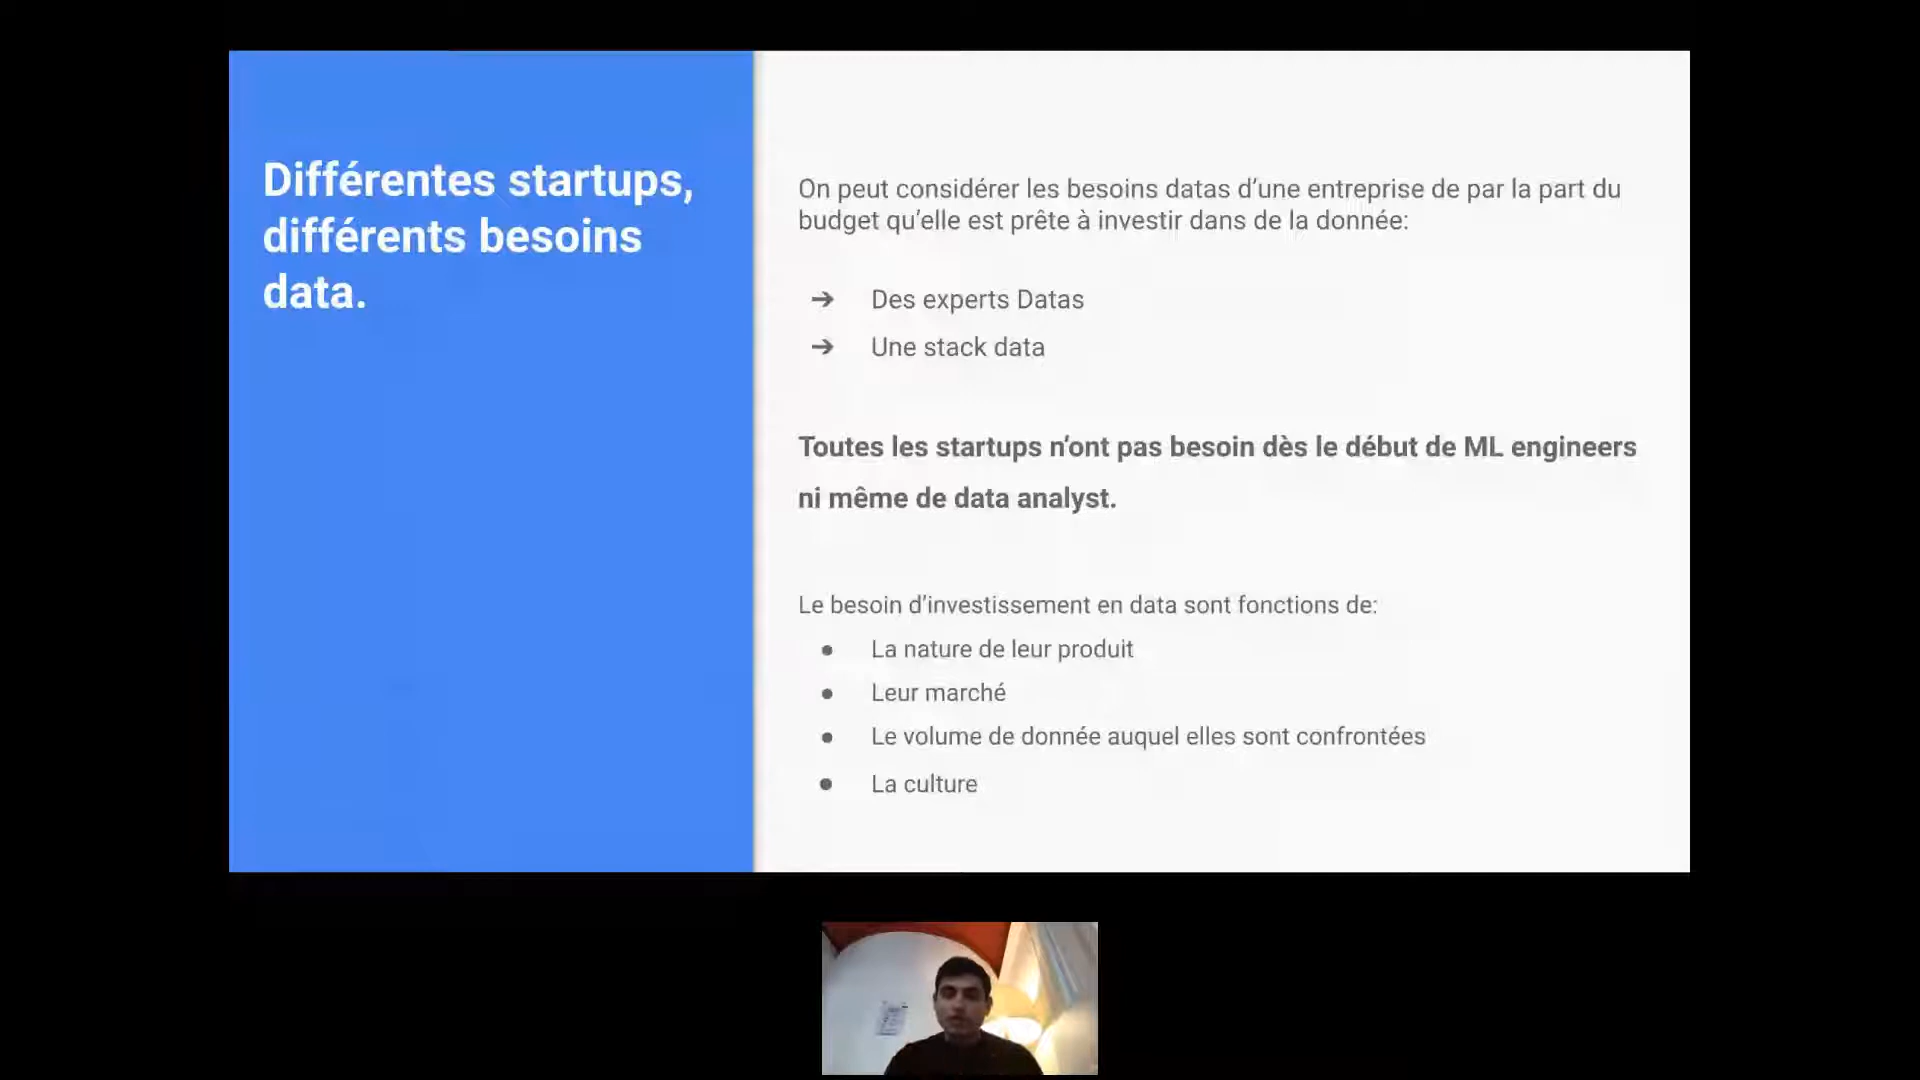 Différentes startups,
différents besoins
data.
On peut considérer les besoins datas d’une entreprise de par la part du
budget qu’elle est prête à investir dans de la donnée:
➔ Des experts Datas
➔ Une stack data
Toutes les startups n’ont pas besoin dès le début de ML engineers
ni même de data analyst.
Le besoin d’investissement en data sont fonctions de:
● La nature de leur produit
● Leur marché
● Le volume de donnée auquel elles sont confrontées
● La culture